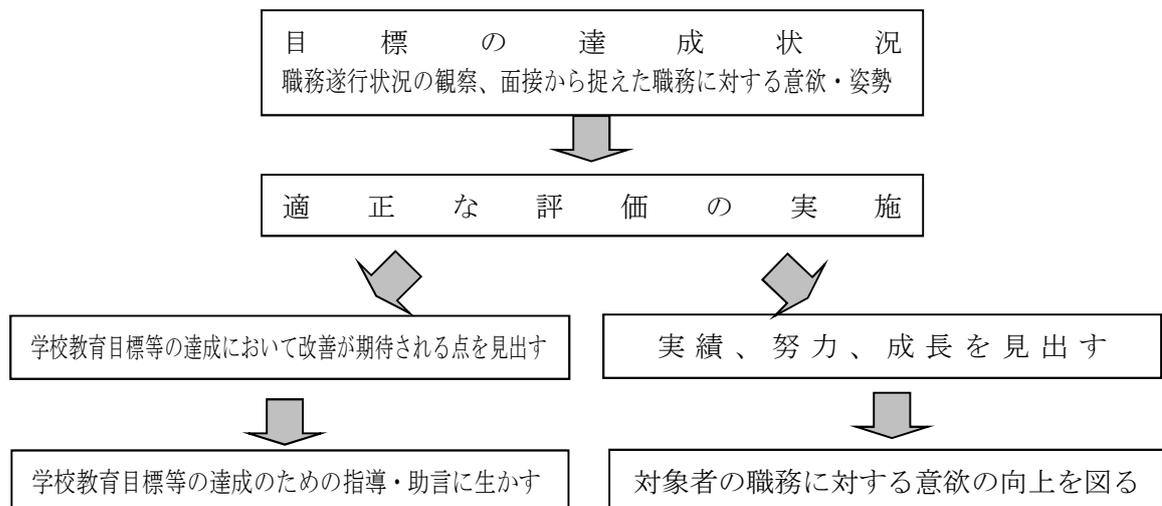 目標の達成状況
職務遂行状況の観察、面接から捉えた職務に対する意欲・姿勢
適正な評価の実施
学校教育目標等の達成において改善が期待される点を見出す
実績、努力、成長を見出す
学校教育目標等の達成のための指導・助言に生かす
対象者の職務に対する意欲の向上を図る